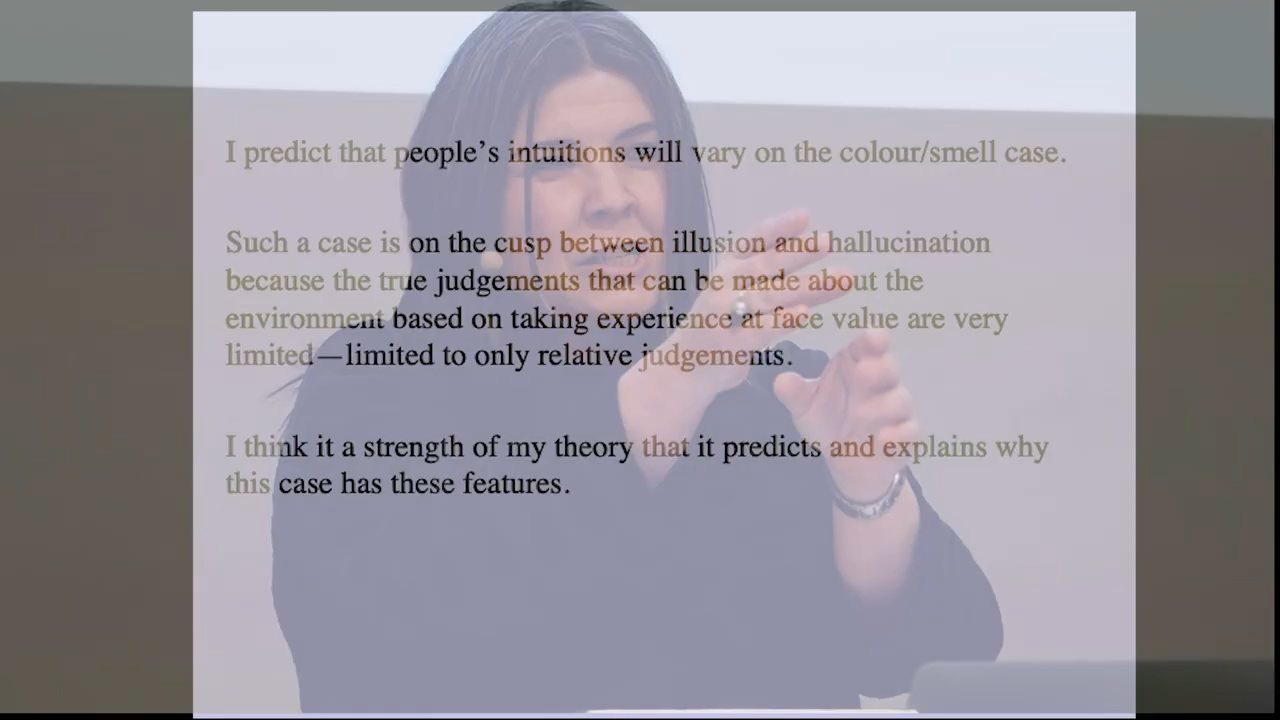 I predict that people's intuitions will vary on the colour/smell case.
Such a case is on the cusp between illusion and hallucination
because the true judgements that can be made about the
environment based on taking experience at face value are very
limited—limited to only relative judgements.
I think it a strength of my theory that it predicts and explains why
this case has these features.